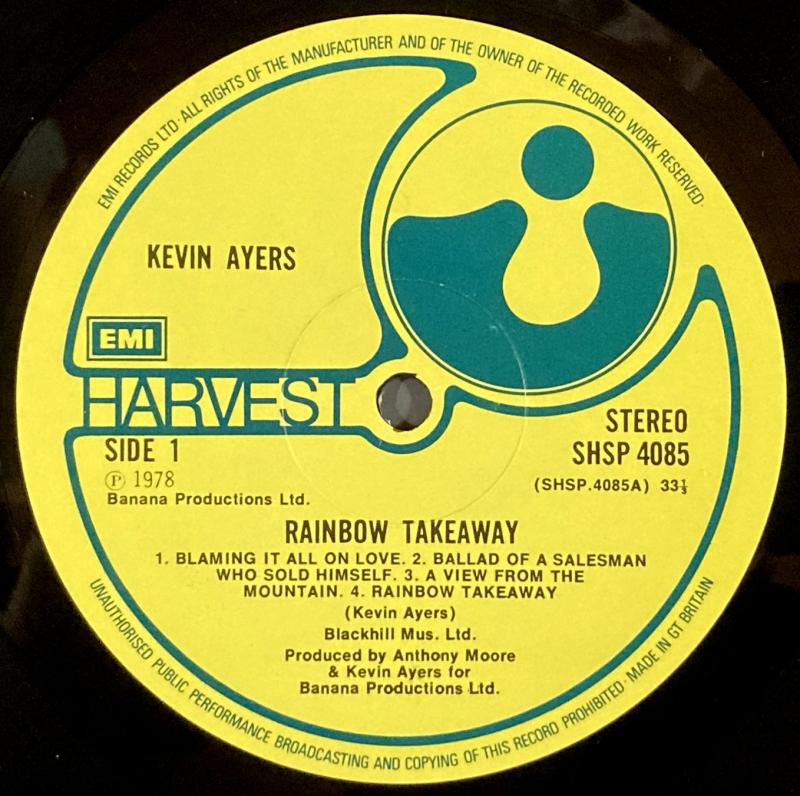 EMI RECORDS LTD·ALL RIGHTS OF THE MANUFACTURER AND OF THE OWNER OF THE RECORDED WORK RESERVED·
KEVIN AYERS
EMI
HARVEST
SIDE 1
Ⓟ 1978
Banana Productions Ltd.
STEREO
SHSP 4085
(SHSP.4085A) 33⅓
RAINBOW TAKEAWAY
1. BLAMING IT ALL ON LOVE. 2. BALLAD OF A SALESMAN
WHO SOLD HIMSELF. 3. A VIEW FROM THE
MOUNTAIN. 4. RAINBOW TAKEAWAY
(Kevin Ayers)
Blackhill Mus. Ltd.
Produced by Anthony Moore
& Kevin Ayers for
Banana Productions Ltd.
UNAUTHORISED PUBLIC PERFORMANCE BROADCASTING AND COPYING OF THIS RECORD PROHIBITED·MADE IN GT BRITAIN